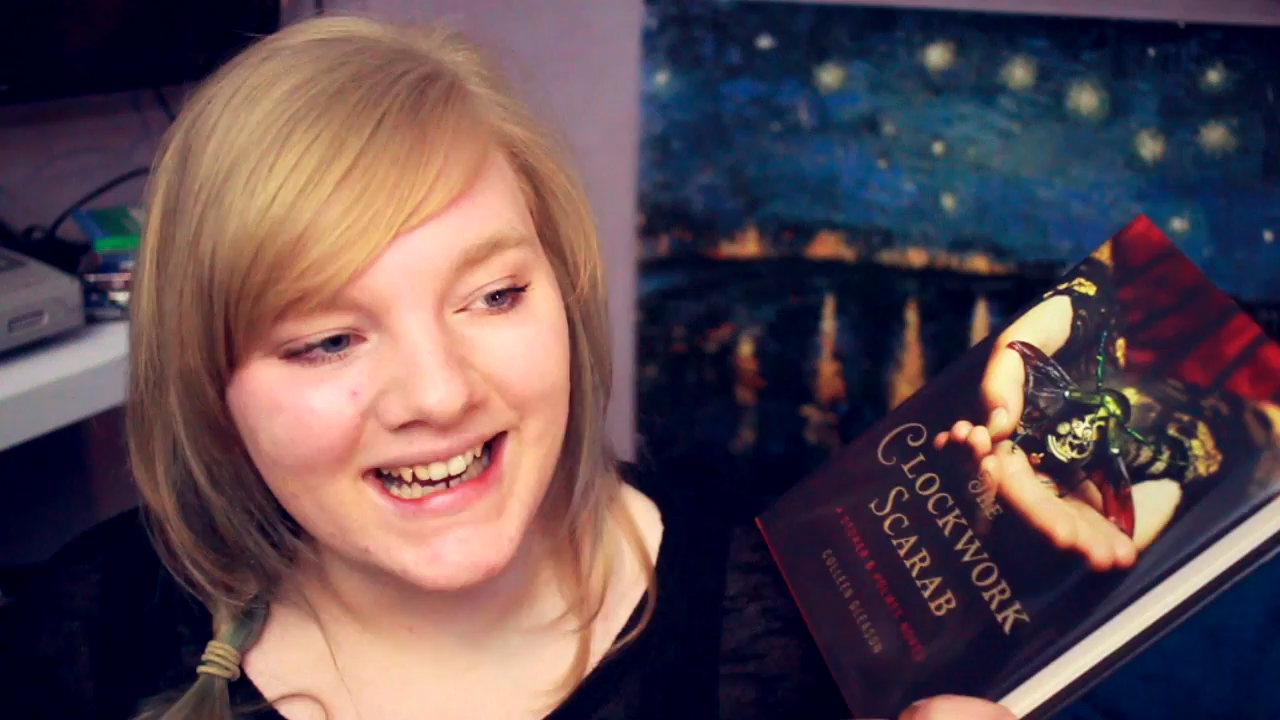 The
CLOCKWORK
SCARAB
A STOKER & HOLMES NOVEL
COLLEEN GLEASON